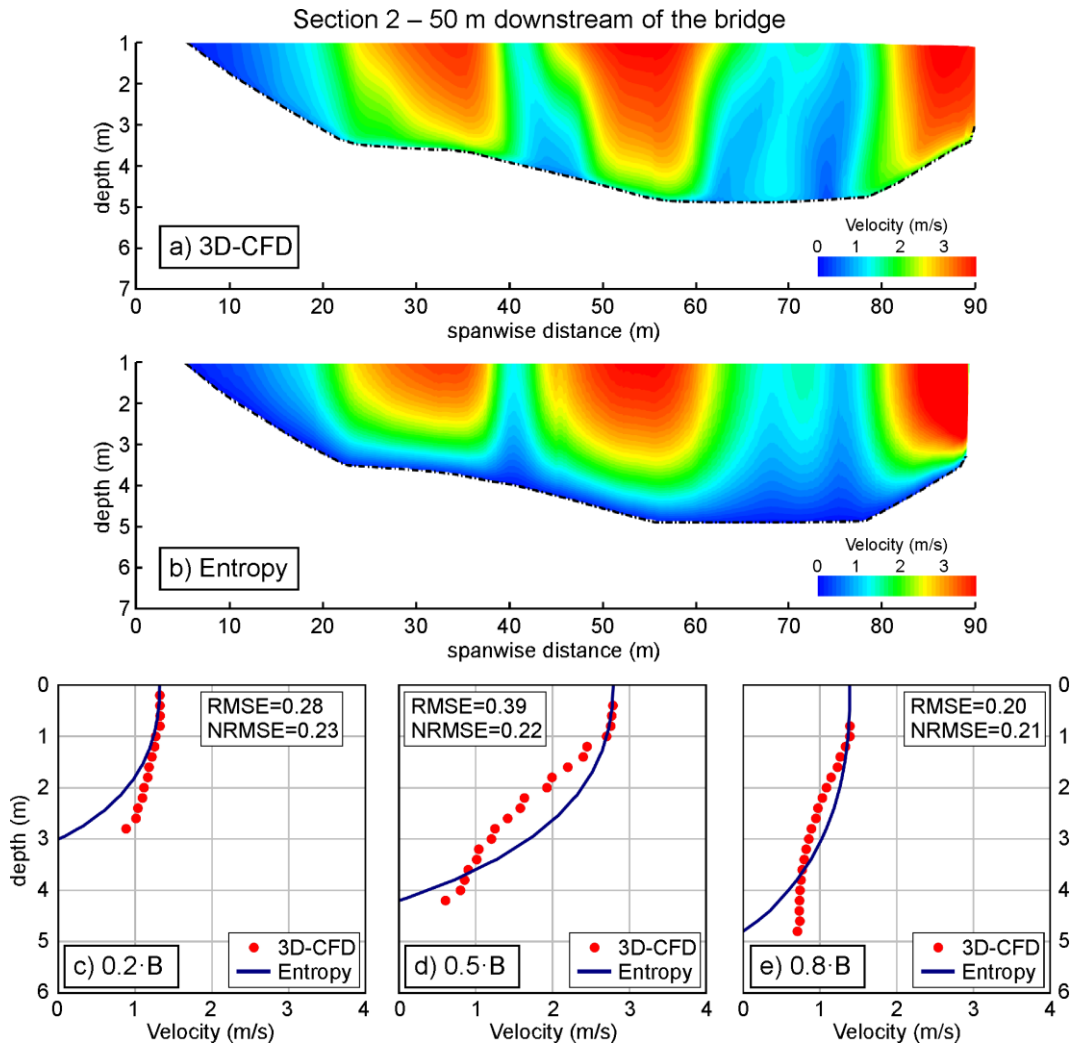 Section 2 – 50 m downstream of the bridge
1
2
3
4
5
6
7
depth (m)
a) 3D-CFD
Velocity (m/s)
0 1 2 3
0 10 20 30 40 50 60 70 80 90
spanwise distance (m)
1
2
3
4
5
6
7
depth (m)
b) Entropy
Velocity (m/s)
0 1 2 3
0 10 20 30 40 50 60 70 80 90
spanwise distance (m)
0
1
2
3
4
5
6
depth (m)
RMSE=0.28
NRMSE=0.23
3D-CFD
Entropy
c) 0.2·B
0 1 2 3 4
Velocity (m/s)
RMSE=0.39
NRMSE=0.22
3D-CFD
Entropy
d) 0.5·B
0 1 2 3 4
Velocity (m/s)
RMSE=0.20
NRMSE=0.21
3D-CFD
Entropy
e) 0.8·B
0 1 2 3 4
Velocity (m/s)
0
1
2
3
4
5
6